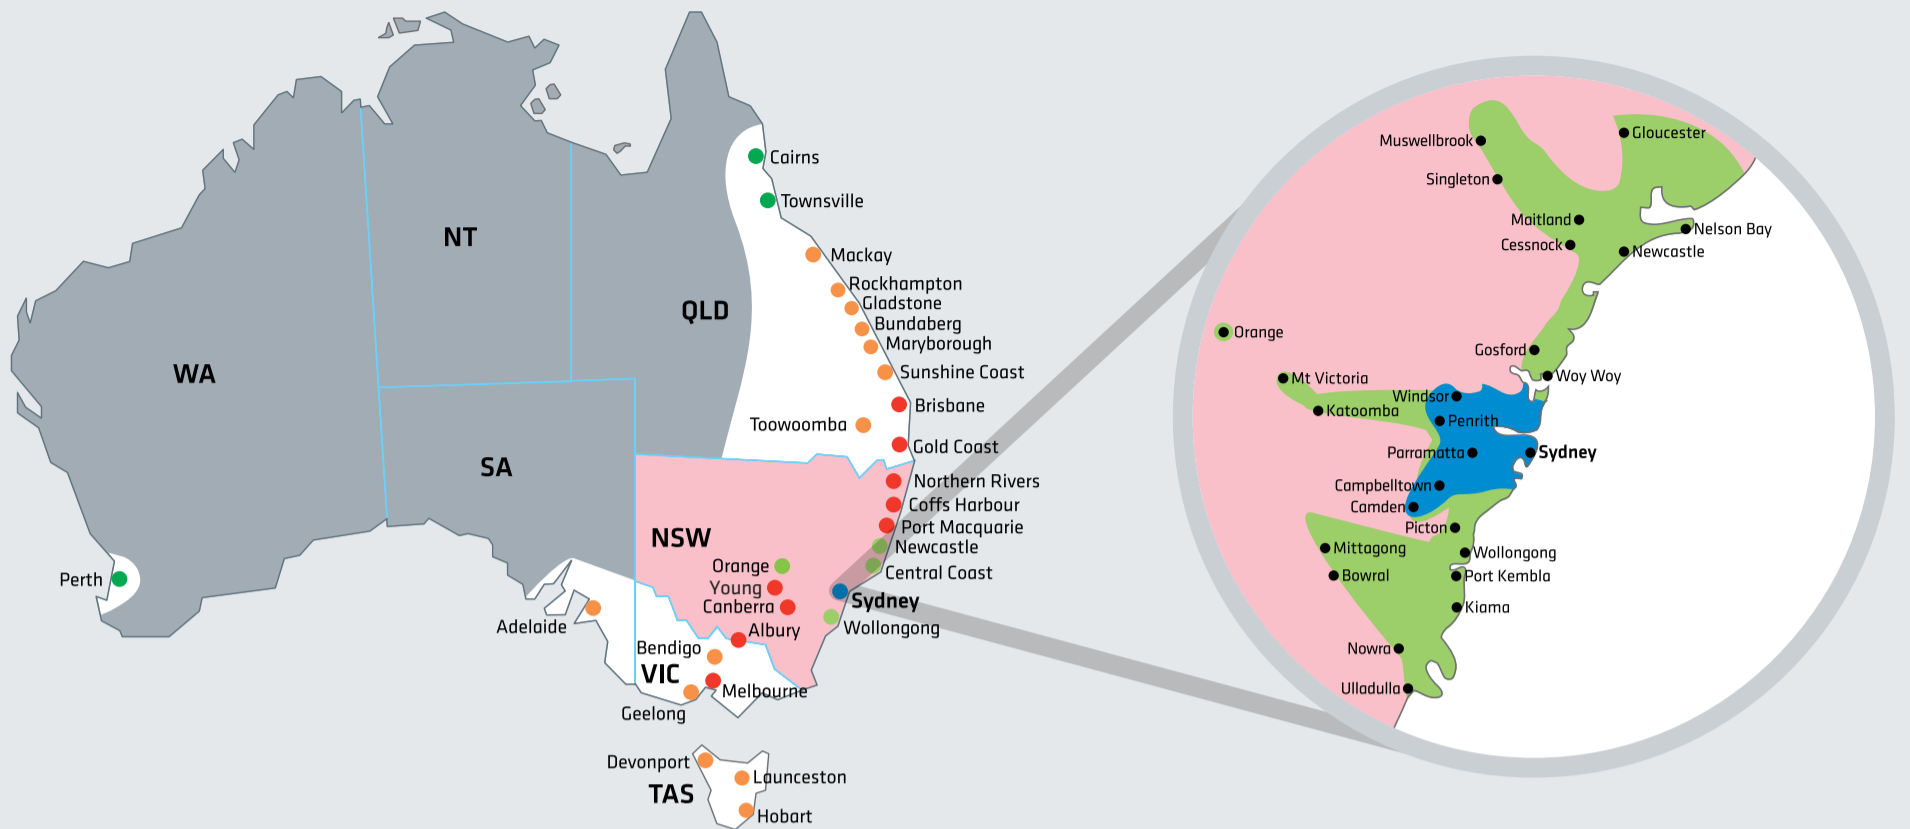 Cairns
Townsville
NT
Mackay
Rockhampton
Gladstone
QLD
Bundaberg
Maryborough
WA
Sunshine Coast
Brisbane
Toowoomba
Gold Coast
SA
Northern Rivers
Coffs Harbour
Port Macquarie
NSW
Newcastle
Orange
Central Coast
Perth
Young
Sydney
Canberra
Adelaide
Wollongong
Albury
Bendigo
VIC
Melbourne
Geelong
Devonport
Launceston
TAS
Hobart
Gloucester
Muswellbrook
Singleton
Maitland
Nelson Bay
Cessnock
Newcastle
Orange
Gosford
Woy Woy
Mt Victoria
Windsor
Katoomba
Penrith
Parramatta
Sydney
Campbelltown
Camden
Picton
Mittagong
Wollongong
Bowral
Port Kembla
Kiama
Nowra
Ulladulla